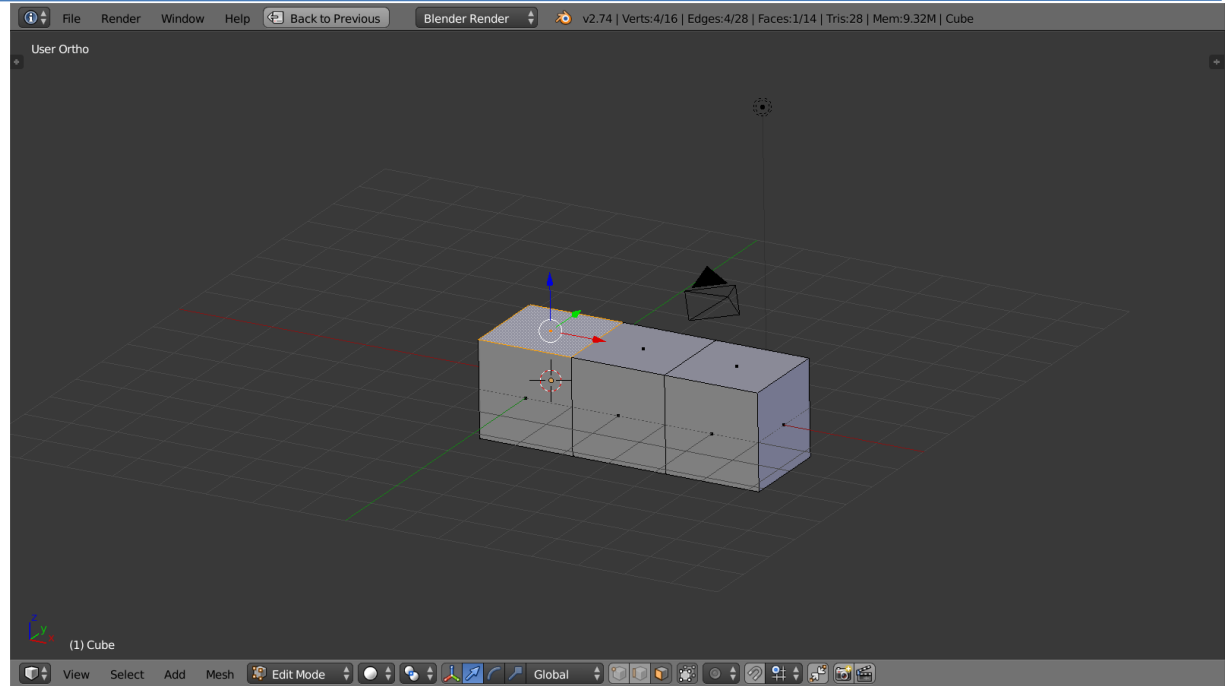 File Render Window Help Back to Previous Blender Render v2.74 | Verts:4/16 | Edges:4/28 | Faces:1/14 | Tris:28 | Mem:9.32M | Cube
User Ortho
z
y
x
(1) Cube
View Select Add Mesh Edit Mode Global